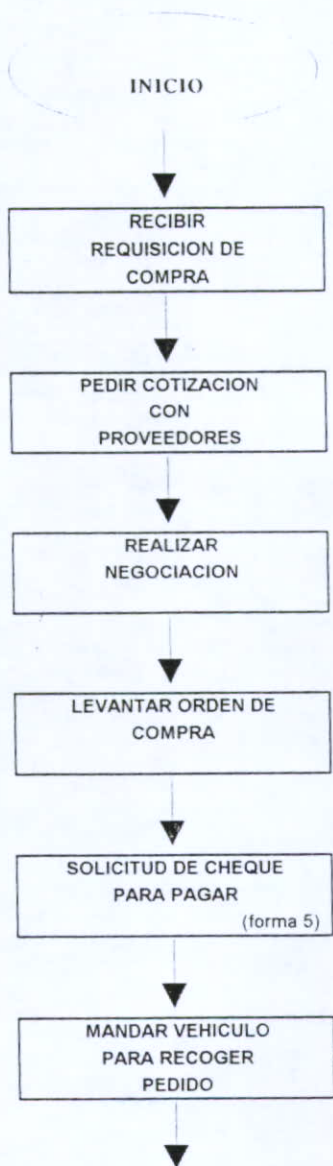 INICIO
RECIBIR
REQUISICION DE
COMPRA
PEDIR COTIZACION
CON
PROVEEDORES
REALIZAR
NEGOCIACION
LEVANTAR ORDEN DE
COMPRA
SOLICITUD DE CHEQUE
PARA PAGAR
(forma 5)
MANDAR VEHICULO
PARA RECOGER
PEDIDO